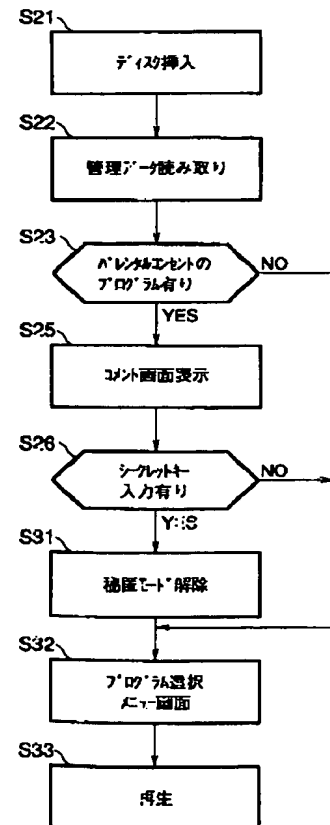 S21
ディスク挿入
S22
管理データ読み取り
S23
パレンタルコンセントの
プログラム有り
NO
YES
S25
コメント画面表示
S26
シークレットキー
入力有り
NO
YES
S31
秘匿モード解除
S32
プログラム選択
メニュー画面
S33
再生